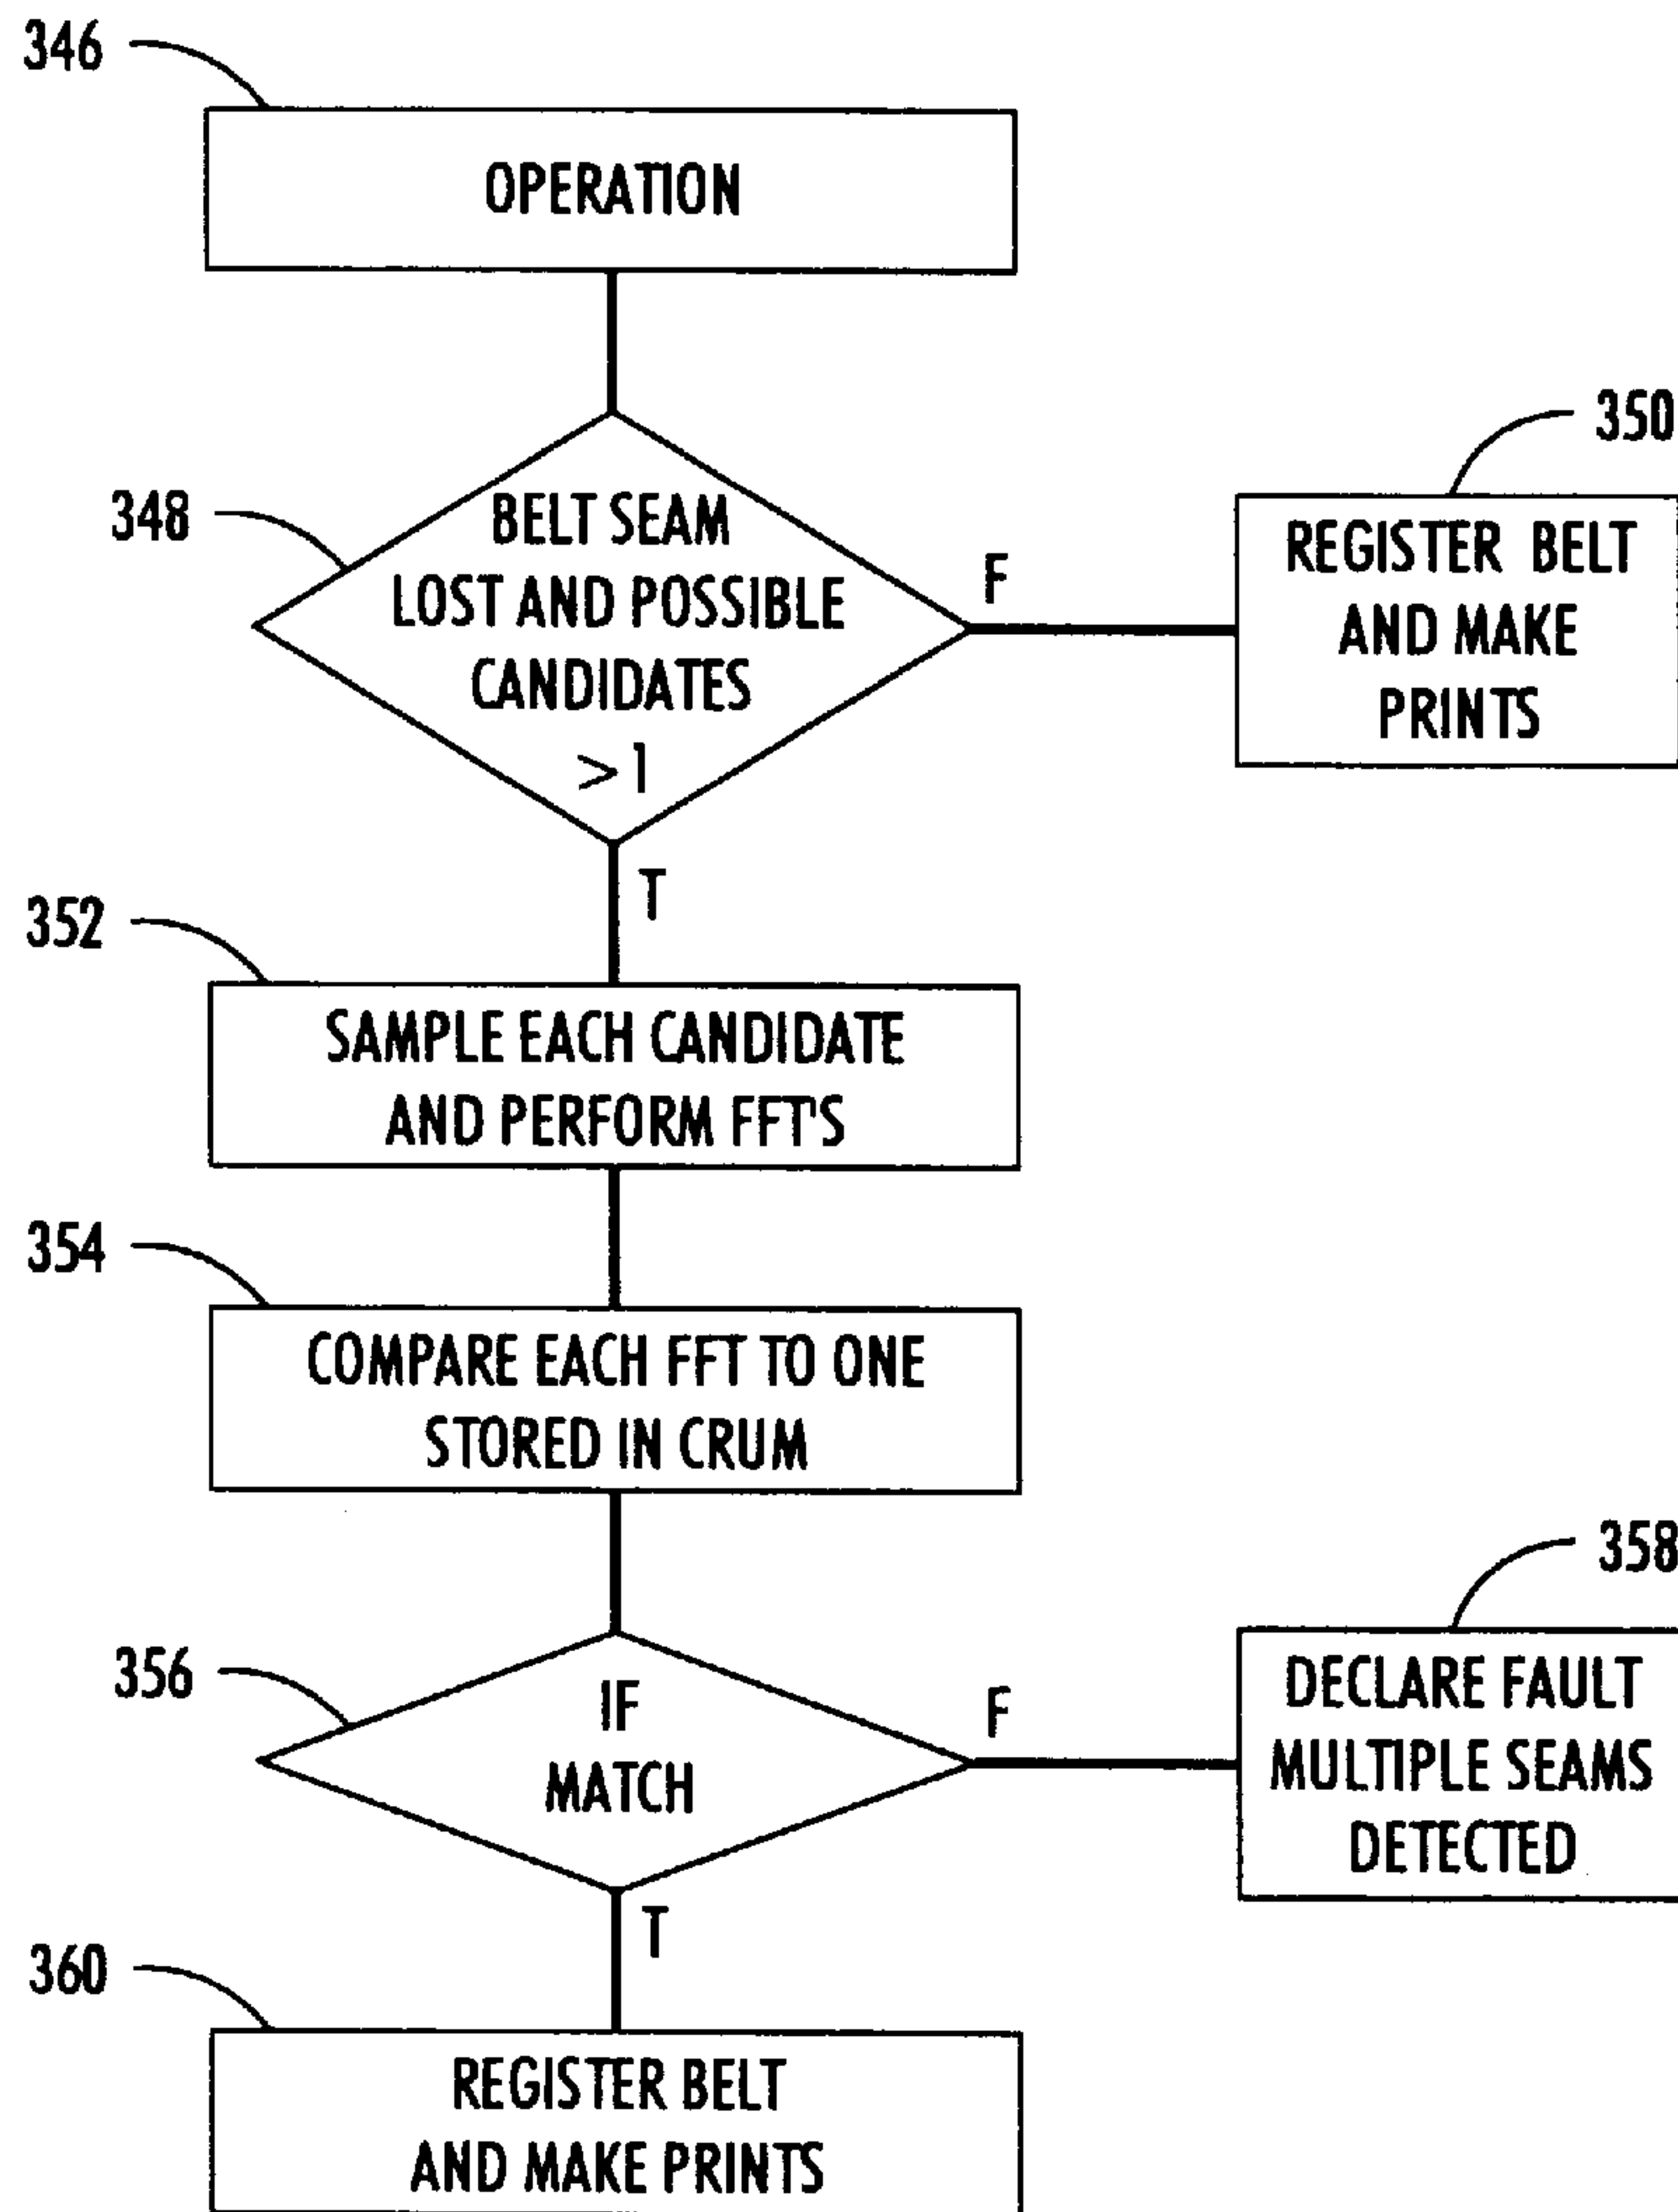 346
OPERATION
348
BELT SEAM
LOST AND POSSIBLE
CANDIDATES
>1
F
350
REGISTER BELT
AND MAKE
PRINTS
T
352
SAMPLE EACH CANDIDATE
AND PERFORM FFT'S
354
COMPARE EACH FFT TO ONE
STORED IN CRUM
356
IF
MATCH
F
358
DECLARE FAULT
MULTIPLE SEAMS
DETECTED
T
360
REGISTER BELT
AND MAKE PRINTS